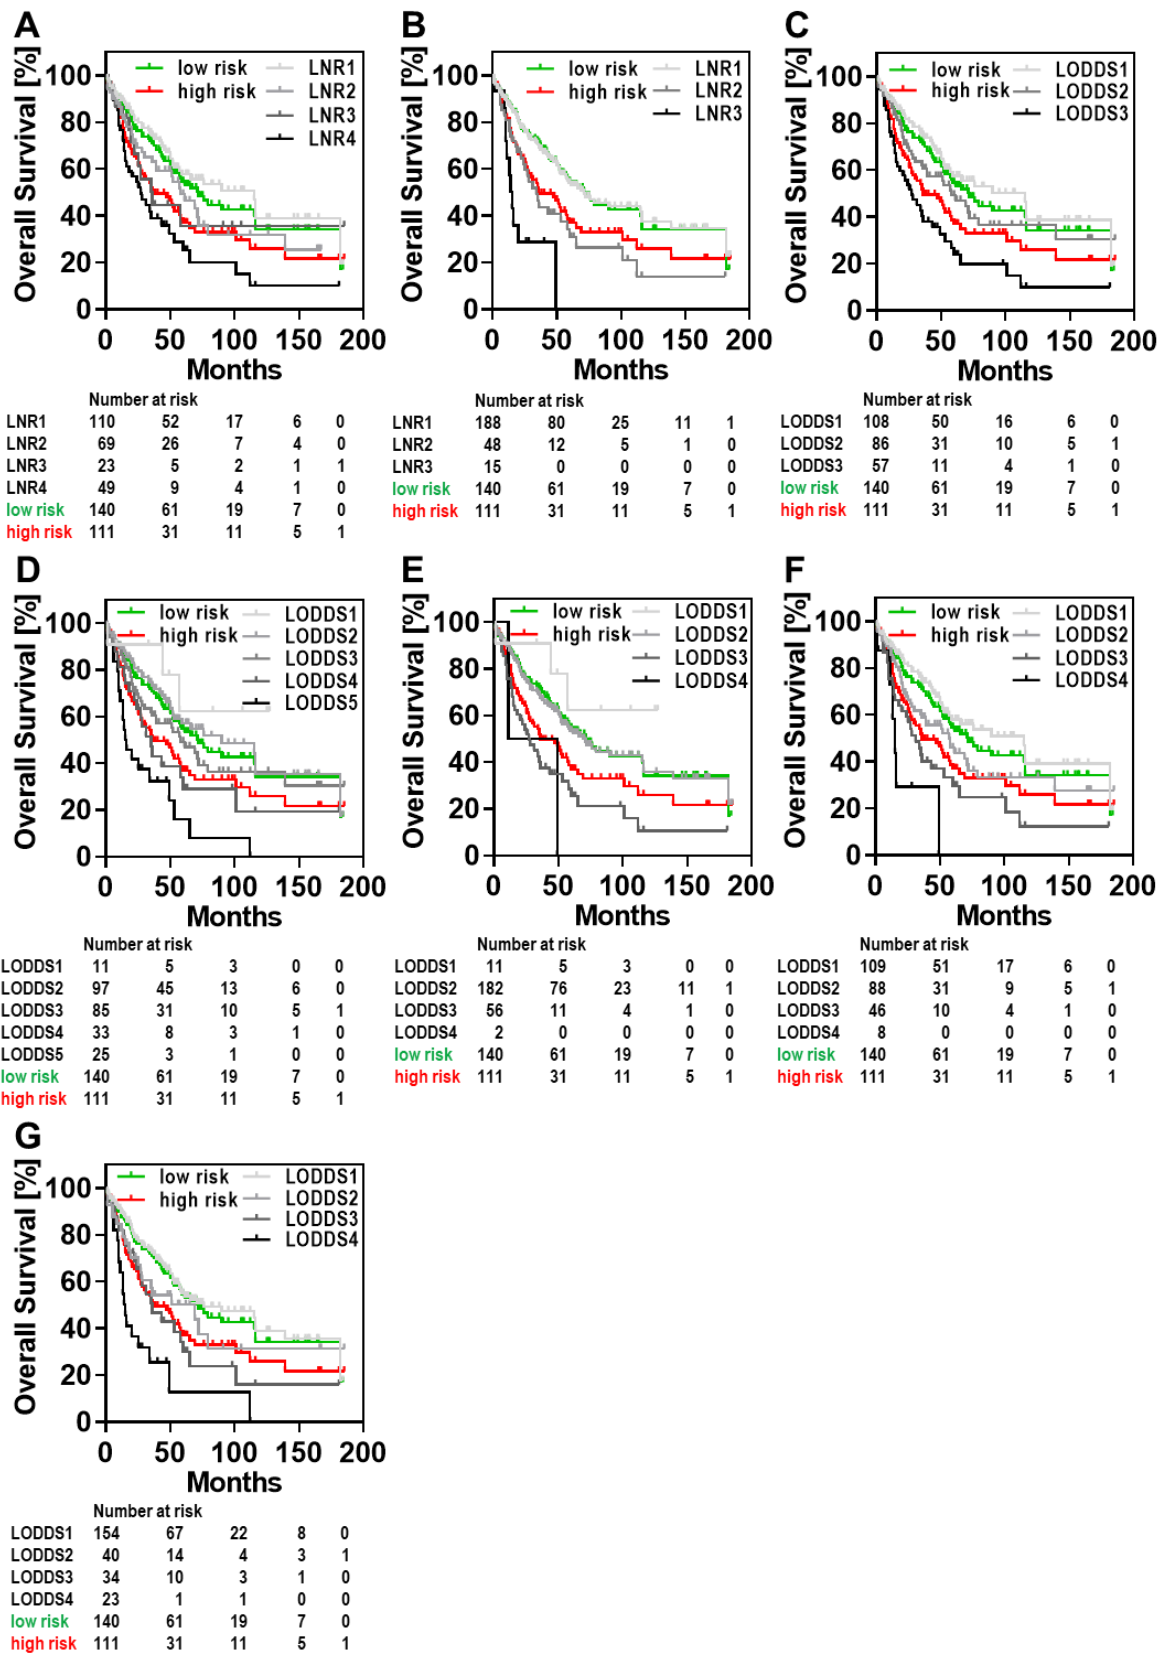 A
Overall Survival [%]
100
80
60
40
20
0
low risk
high risk
LNR1
LNR2
LNR3
LNR4
0 50 100 150 200
Months
Number at risk
LNR1 110 52 17 6 0
LNR2 69 26 7 4 0
LNR3 23 5 2 1 1
LNR4 49 9 4 1 0
low risk 140 61 19 7 0
high risk 111 31 11 5 1
B
Overall Survival [%]
100
80
60
40
20
0
low risk
high risk
LNR1
LNR2
LNR3
0 50 100 150 200
Months
Number at risk
LNR1 188 80 25 11 1
LNR2 48 12 5 1 0
LNR3 15 0 0 0 0
low risk 140 61 19 7 0
high risk 111 31 11 5 1
C
Overall Survival [%]
100
80
60
40
20
0
low risk
high risk
LODDS1
LODDS2
LODDS3
0 50 100 150 200
Months
Number at risk
LODDS1 108 50 16 6 0
LODDS2 86 31 10 5 1
LODDS3 57 11 4 1 0
low risk 140 61 19 7 0
high risk 111 31 11 5 1
D
Overall Survival [%]
100
80
60
40
20
0
low risk
high risk
LODDS1
LODDS2
LODDS3
LODDS4
LODDS5
0 50 100 150 200
Months
Number at risk
LODDS1 11 5 3 0 0
LODDS2 97 45 13 6 0
LODDS3 85 31 10 5 1
LODDS4 33 8 3 1 0
LODDS5 25 3 1 0 0
low risk 140 61 19 7 0
high risk 111 31 11 5 1
E
Overall Survival [%]
100
80
60
40
20
0
low risk
high risk
LODDS1
LODDS2
LODDS3
LODDS4
0 50 100 150 200
Months
Number at risk
LODDS1 11 5 3 0 0
LODDS2 182 76 23 11 1
LODDS3 56 11 4 1 0
LODDS4 2 0 0 0 0
low risk 140 61 19 7 0
high risk 111 31 11 5 1
F
Overall Survival [%]
100
80
60
40
20
0
low risk
high risk
LODDS1
LODDS2
LODDS3
LODDS4
0 50 100 150 200
Months
Number at risk
LODDS1 109 51 17 6 0
LODDS2 88 31 9 5 1
LODDS3 46 10 4 1 0
LODDS4 8 0 0 0 0
low risk 140 61 19 7 0
high risk 111 31 11 5 1
G
Overall Survival [%]
100
80
60
40
20
0
low risk
high risk
LODDS1
LODDS2
LODDS3
LODDS4
0 50 100 150 200
Months
Number at risk
LODDS1 154 67 22 8 0
LODDS2 40 14 4 3 1
LODDS3 34 10 3 1 0
LODDS4 23 1 1 0 0
low risk 140 61 19 7 0
high risk 111 31 11 5 1